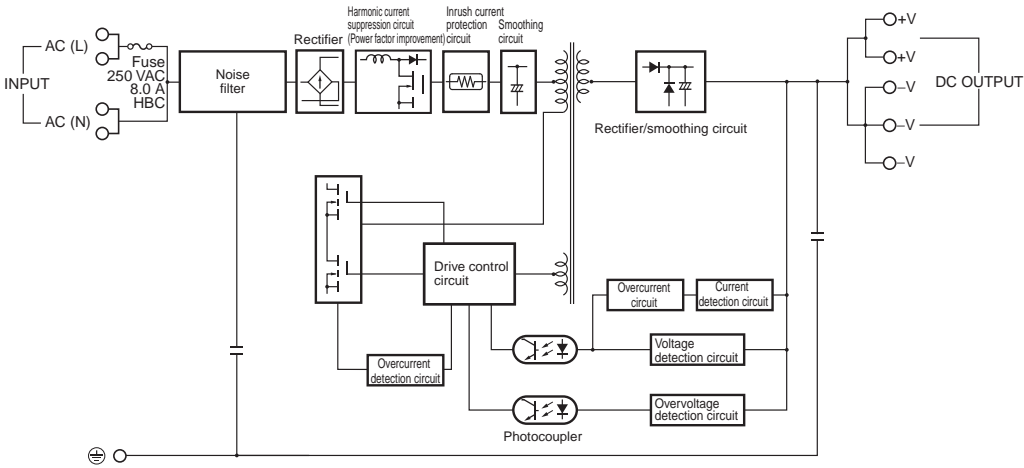 INPUT
AC (L)
AC (N)
Fuse
250 VAC
8.0 A
HBC
Noise
filter
Rectifier
Harmonic current
suppression circuit
(Power factor improvement)
Inrush current
protection
circuit
Smoothing
circuit
Rectifier/smoothing circuit
+V
+V
–V
–V
–V
DC OUTPUT
Drive control
circuit
Overcurrent
circuit
Current
detection circuit
Voltage
detection circuit
Overcurrent
detection circuit
Overvoltage
detection circuit
Photocoupler